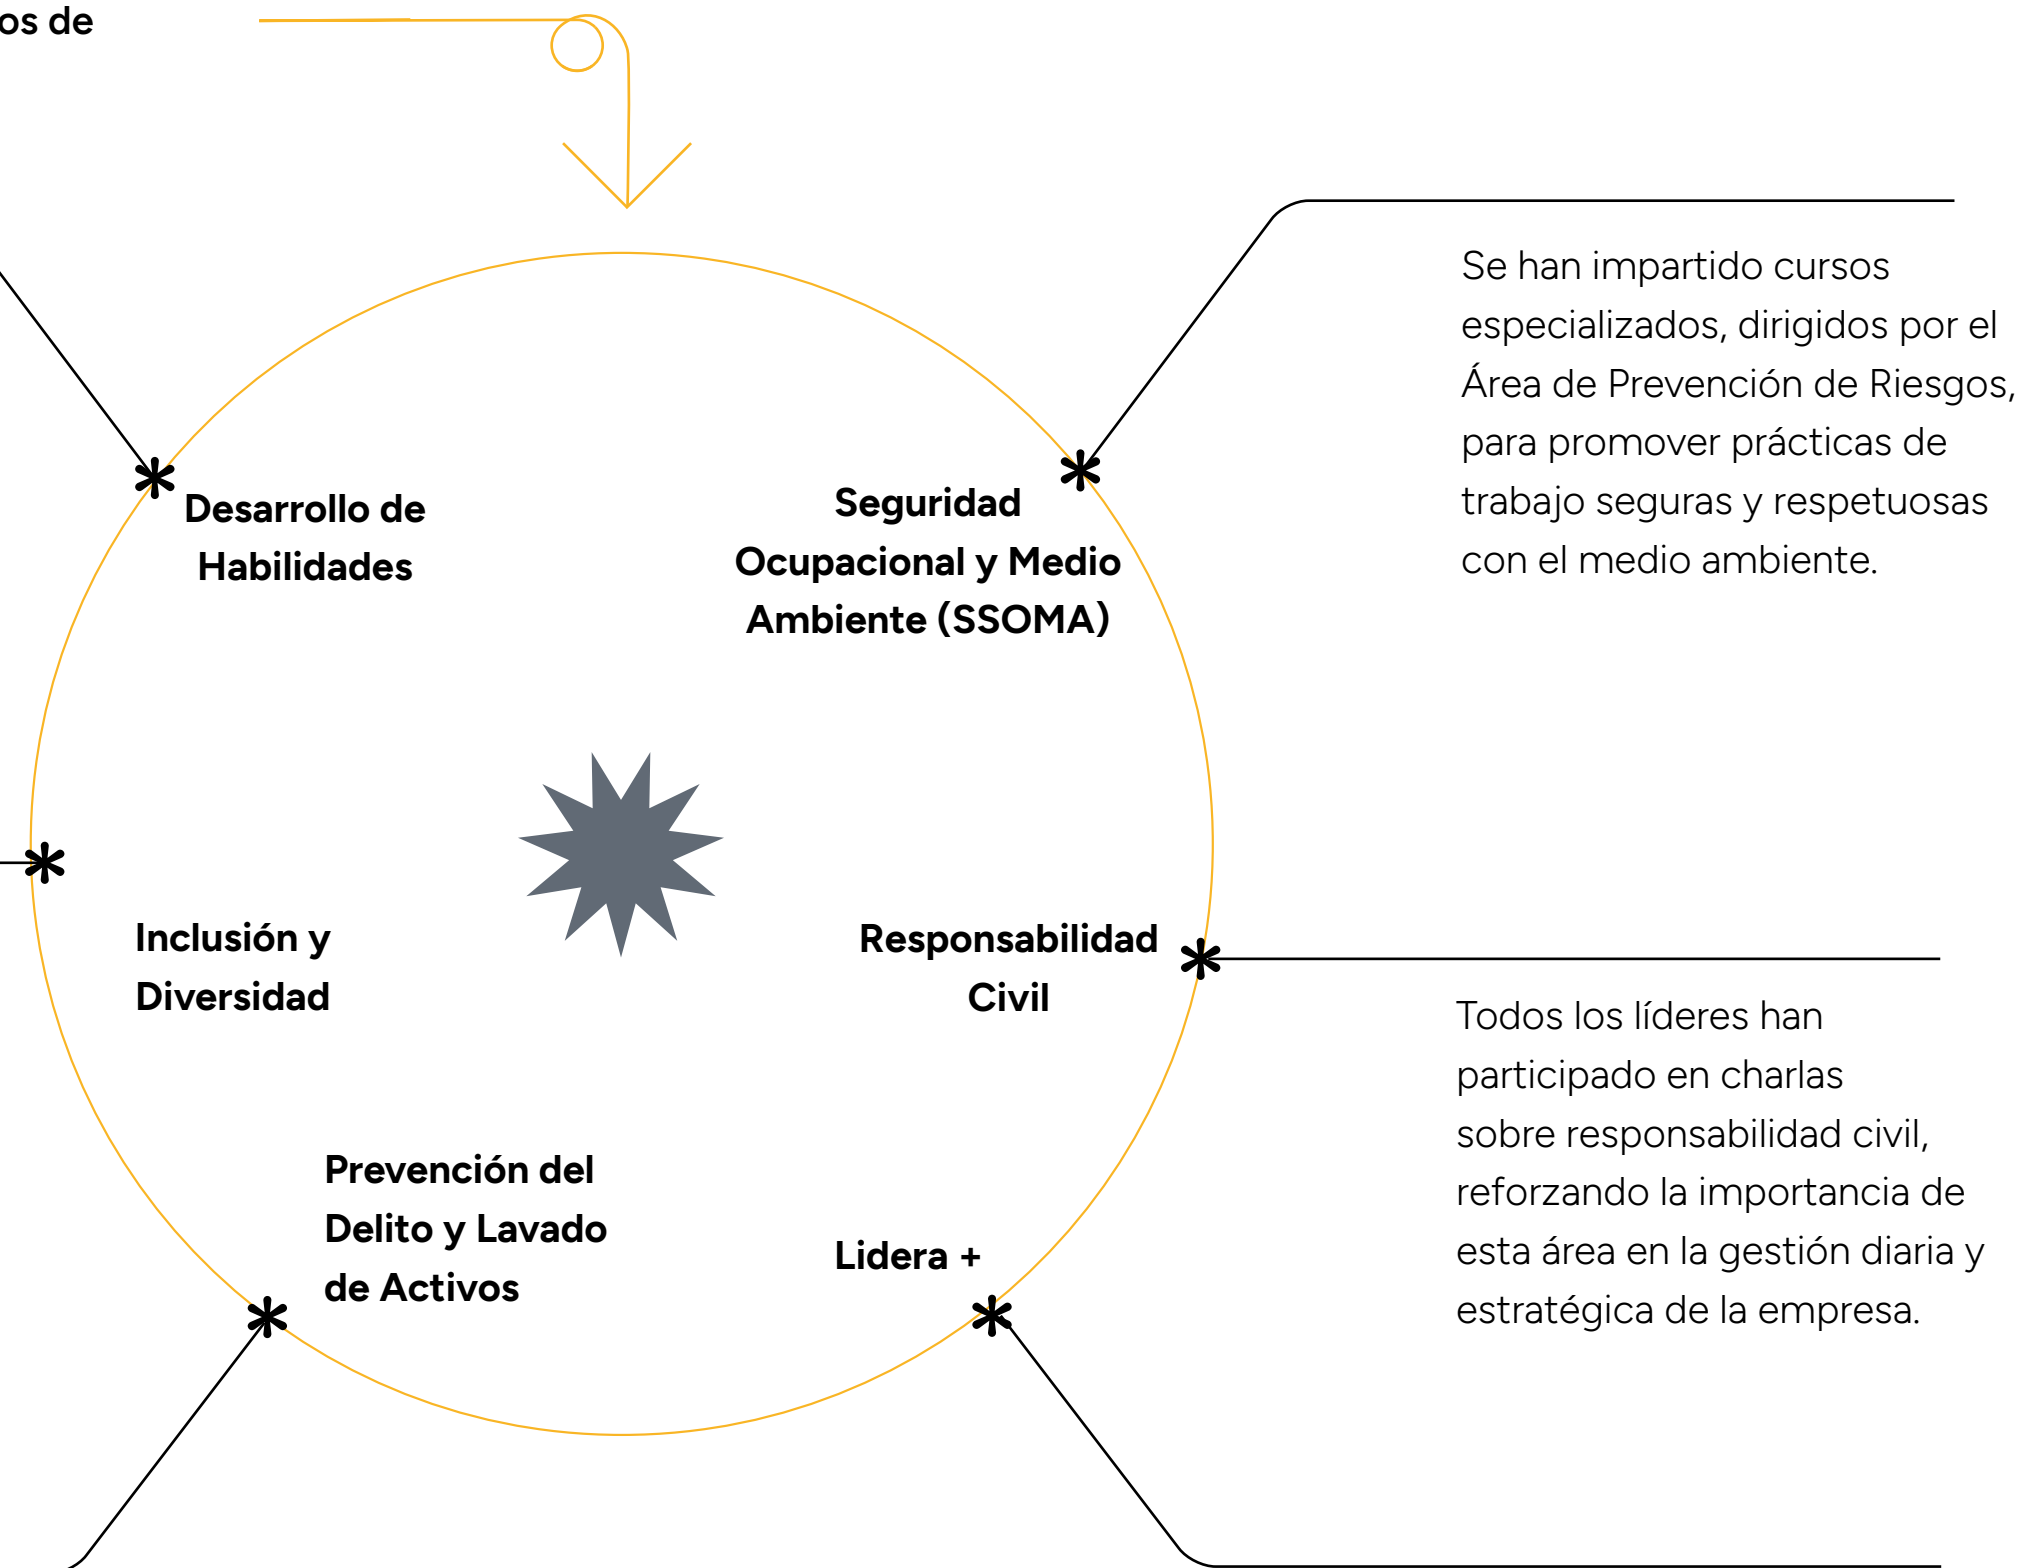 os de
Desarrollo de
Habilidades
Seguridad
Ocupacional y Medio
Ambiente (SSOMA)
Se han impartido cursos
especializados, dirigidos por el
Área de Prevención de Riesgos,
para promover prácticas de
trabajo seguras y respetuosas
con el medio ambiente.
Inclusión y
Diversidad
Responsabilidad
Civil
Todos los líderes han
participado en charlas
sobre responsabilidad civil,
reforzando la importancia de
esta área en la gestión diaria y
estratégica de la empresa.
Prevención del
Delito y Lavado
de Activos
Lidera +